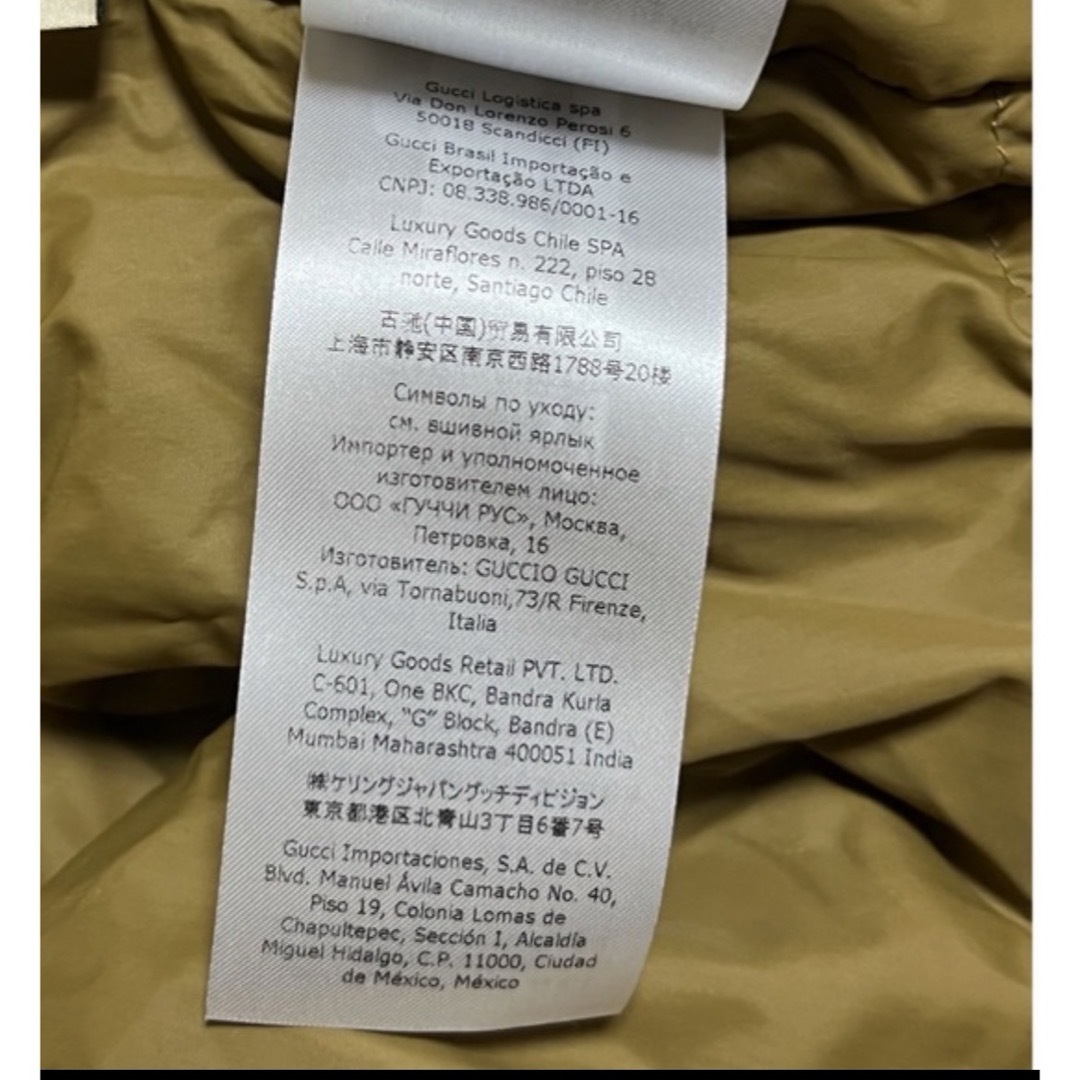 Gucci Logistica spa
Via Don Lorenzo Perosi 6
50018 Scandicci (FI)
Gucci Brasil Importação e
Exportação LTDA
CNPJ: 08.338.986/0001-16
Luxury Goods Chile SPA
Calle Miraflores n. 222, piso 28
norte, Santiago Chile
古驰(中国)贸易有限公司
上海市静安区南京西路1788号20楼
Символы по уходу:
см. вшивной ярлык
Импортер и уполномоченное
изготовителем лицо:
ООО «ГУЧЧИ РУС», Москва,
Петровка, 16
Изготовитель: GUCCIO GUCCI
S.p.A, via Tornabuoni,73/R Firenze,
Italia
Luxury Goods Retail PVT. LTD.
C-601, One BKC, Bandra Kurla
Complex, "G" Block, Bandra (E)
Mumbai Maharashtra 400051 India
㈱ケリングジャパングッチディビジョン
東京都港区北青山3丁目6番7号
Gucci Importaciones, S.A. de C.V.
Blvd. Manuel Ávila Camacho No. 40,
Piso 19, Colonia Lomas de
Chapultepec, Sección I, Alcaldía
Miguel Hidalgo, C.P. 11000, Ciudad
de México, México